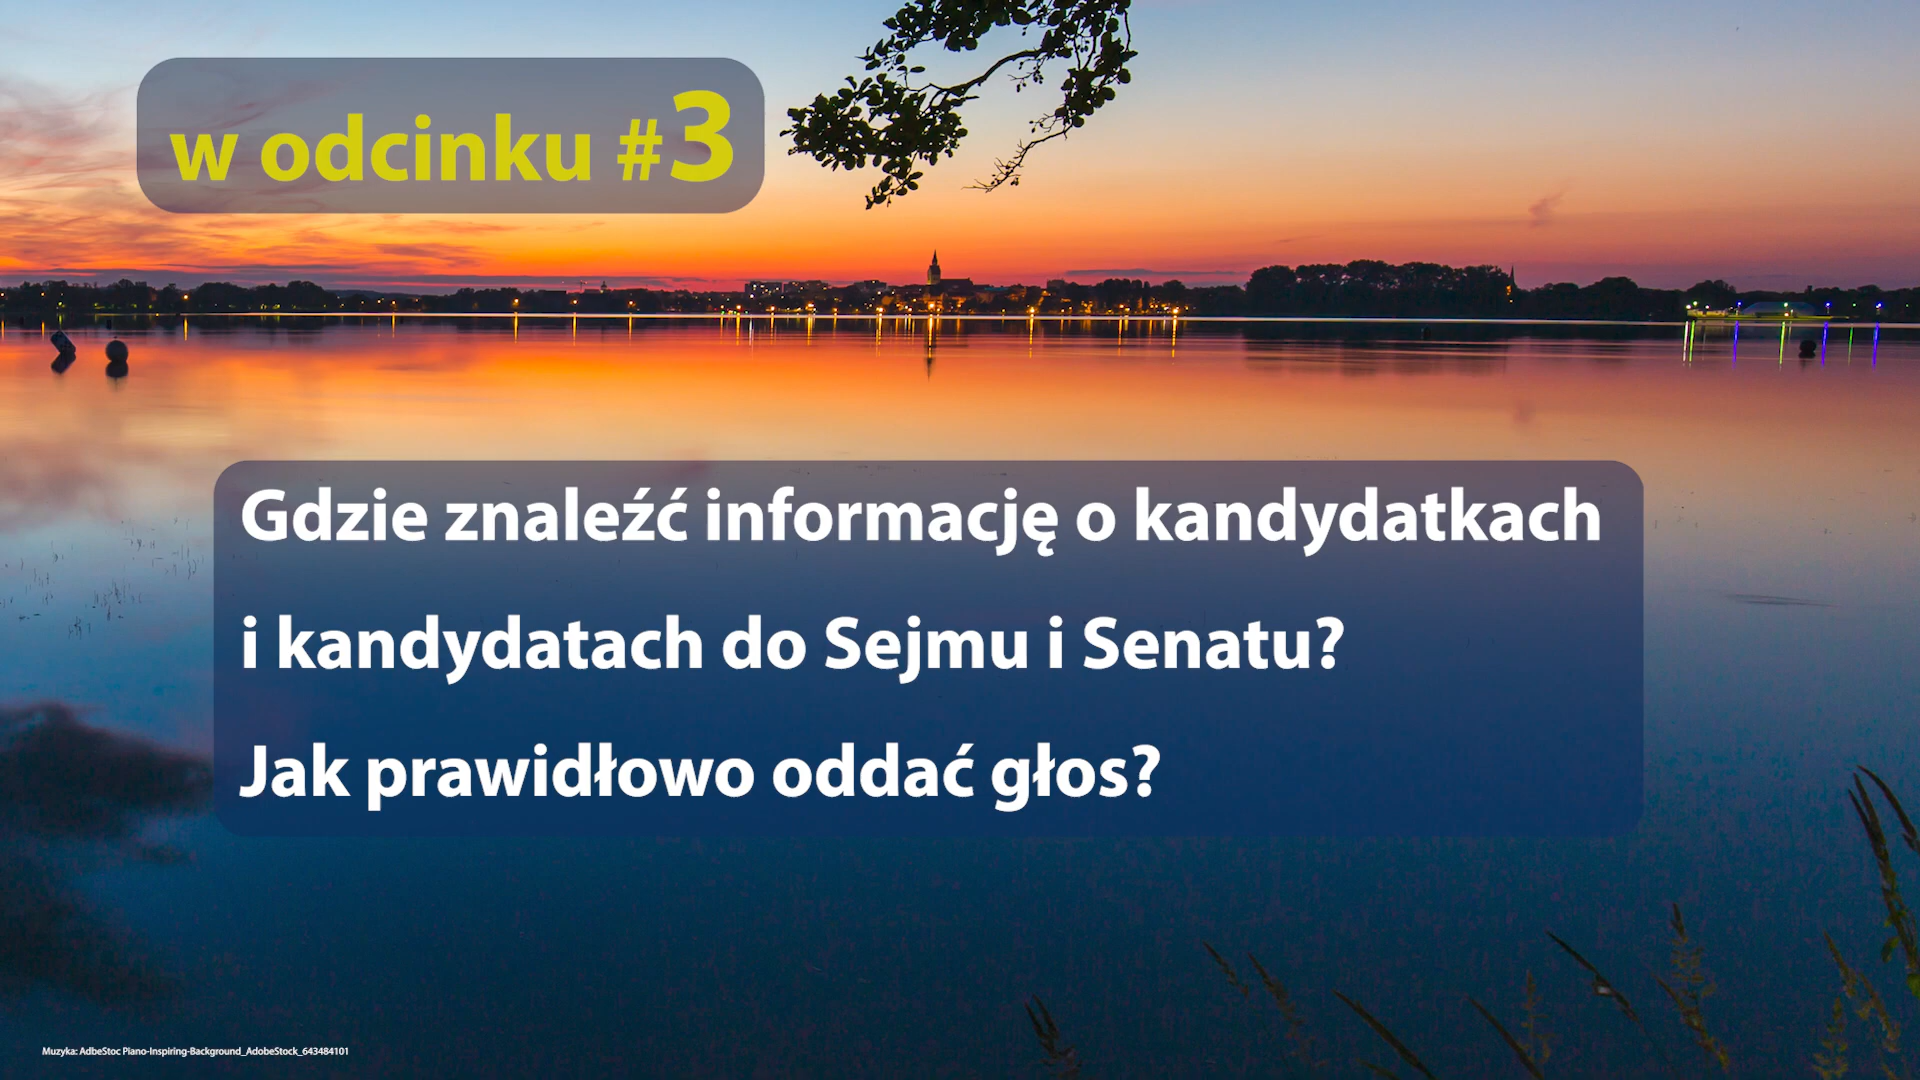 w odcinku #3
Gdzie znaleźć informację o kandydatkach
i kandydatach do Sejmu i Senatu?
Jak prawidłowo oddać głos?
Muzyka: AdbeStoc Piano-Inspiring-Background_AdobeStock_643484101